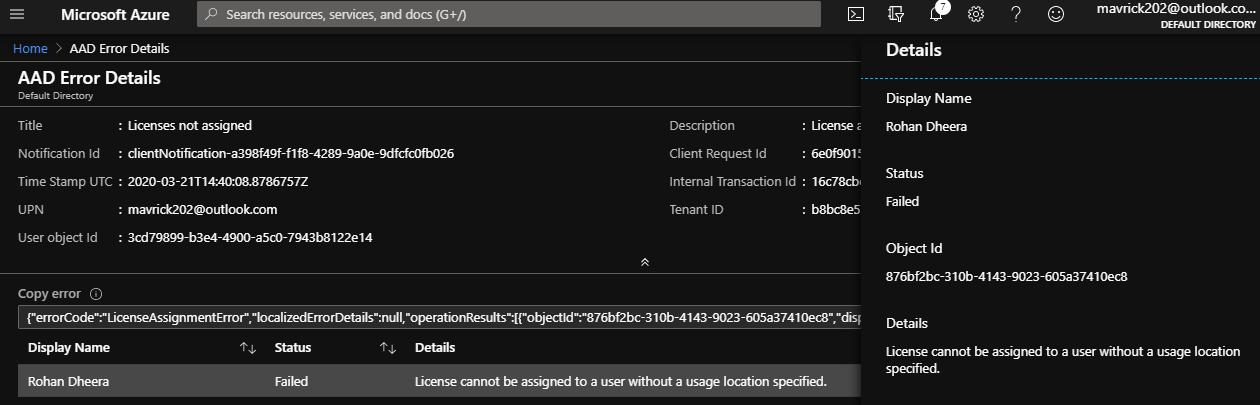 Microsoft Azure
Search resources, services, and docs (G+/)
7
mavrick202@outlook.co...
DEFAULT DIRECTORY
Home > AAD Error Details
AAD Error Details
Default Directory
Title : Licenses not assigned
Description : License a
Notification Id : clientNotification-a398f49f-f1f8-4289-9a0e-9dfcfc0fb026
Client Request Id : 6e0f9015
Time Stamp UTC : 2020-03-21T14:40:08.8786757Z
Internal Transaction Id : 16c78cb
UPN : mavrick202@outlook.com
Tenant ID : b8bc8e5
User object Id : 3cd79899-b3e4-4900-a5c0-7943b8122e14
Copy error
{"errorCode":"LicenseAssignmentError","localizedErrorDetails":null,"operationResults":[{"objectId":"876bf2bc-310b-4143-9023-605a37410ec8","disp
Display Name Status Details
Rohan Dheera Failed License cannot be assigned to a user without a usage location specified.
Details
Display Name
Rohan Dheera
Status
Failed
Object Id
876bf2bc-310b-4143-9023-605a37410ec8
Details
License cannot be assigned to a user without a usage location
specified.